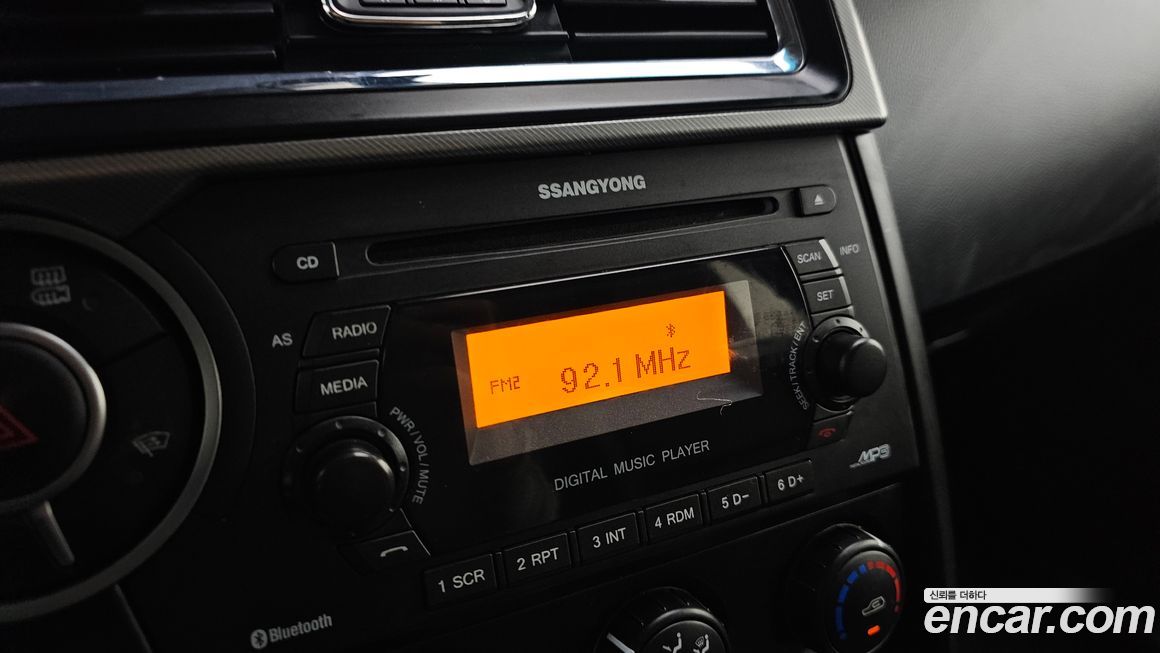 SSANGYONG
CD
SCAN
INFO
SET
AS
RADIO
MEDIA
FM2
92.1 MHz
SEEK/TRACK/ENT
PWR/VOL/MUTE
DIGITAL MUSIC PLAYER
MP3
1 SCR
2 RPT
3 INT
4 RDM
5 D-
6 D+
Bluetooth
신뢰를 더하다
encar.com